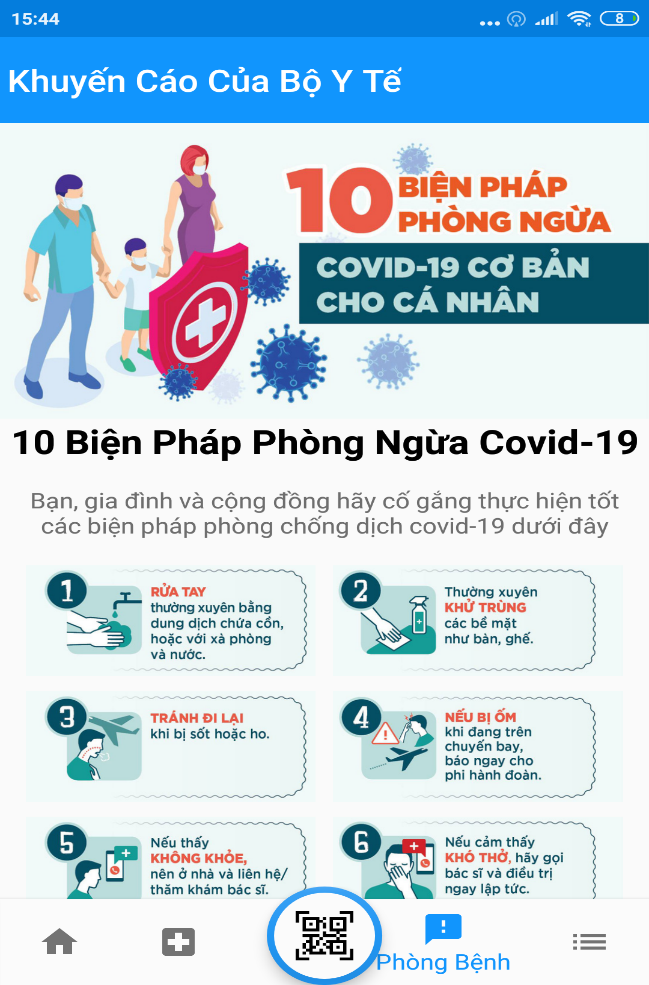 15:44
8
Khuyến Cáo Của Bộ Y Tế
10
BIỆN PHÁP
PHÒNG NGỪA
COVID-19 CƠ BẢN
CHO CÁ NHÂN
10 Biện Pháp Phòng Ngừa Covid-19
Bạn, gia đình và cộng đồng hãy cố gắng thực hiện tốt
các biện pháp phòng chống dịch covid-19 dưới đây
1
RỬA TAY
thường xuyên bằng
dung dịch chứa cồn,
hoặc với xà phòng
và nước.
2
Thường xuyên
KHỬ TRÙNG
các bề mặt
như bàn, ghế.
3
TRÁNH ĐI LẠI
khi bị sốt hoặc ho.
4
NẾU BỊ ỐM
khi đang trên
chuyến bay,
báo ngay cho
phi hành đoàn.
5
Nếu thấy
KHÔNG KHỎE,
nên ở nhà và liên hệ/
thăm khám bác sĩ.
6
Nếu cảm thấy
KHÓ THỞ, hãy gọi
bác sĩ và điều trị
ngay lập tức.
Phòng Bệnh